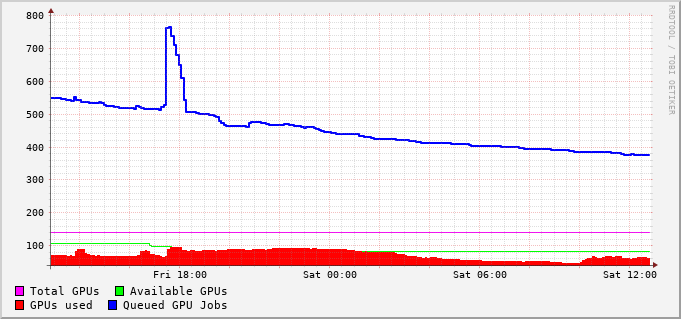 RRDTOOL / TOBI OETIKER
800
700
600
500
400
300
200
100
Fri 18:00 Sat 00:00 Sat 06:00 Sat 12:00
Total GPUs Available GPUs
GPUs used Queued GPU Jobs